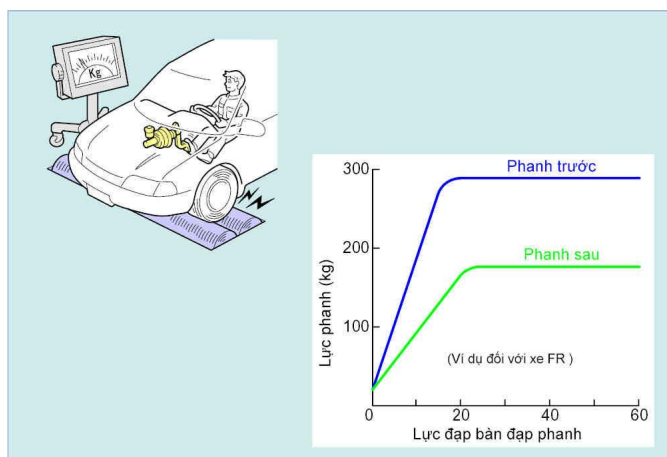 Kg
300
Phanh trước
200
Phanh sau
100
Lực phanh (kg)
(Ví dụ đối với xe FR )
0 20 40 60
Lực đạp bàn đạp phanh